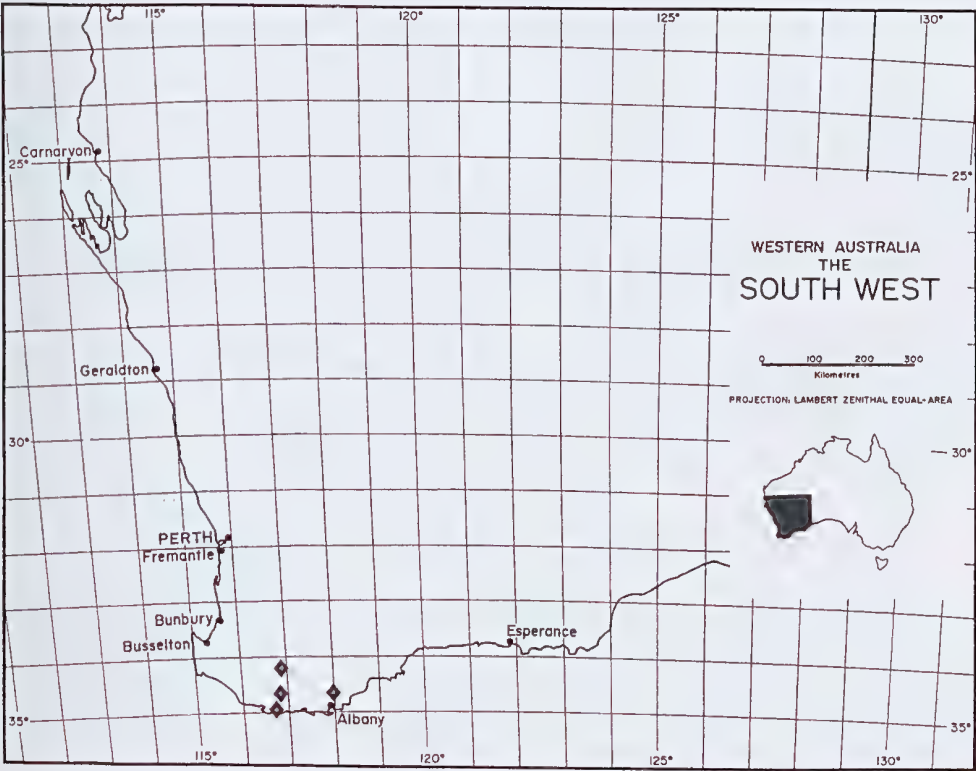 115°
120°
125°
130°
Carnarvon
25°
25°
WESTERN AUSTRALIA
THE
SOUTH WEST
0 100 200 300
Kilometres
PROJECTION: LAMBERT ZENITHAL EQUAL-AREA
Geraldton
30°
30°
PERTH
Fremantle
Bunbury
Busselton
Esperance
Albany
35°
35°
115°
120°
125°
130°